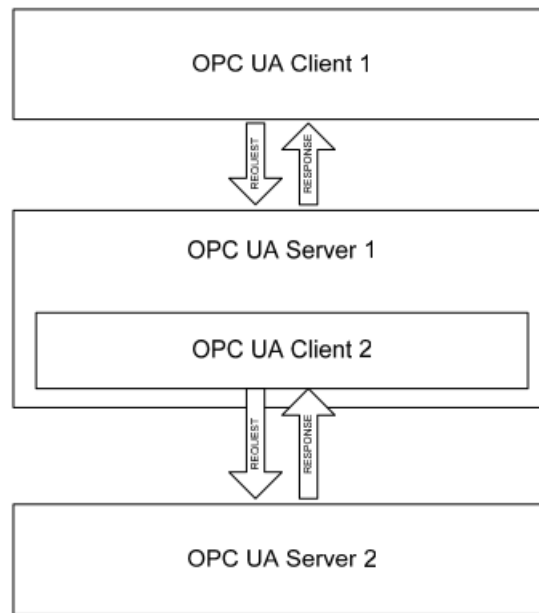 OPC UA Client 1
REQUEST
RESPONSE
OPC UA Server 1
OPC UA Client 2
REQUEST
RESPONSE
OPC UA Server 2